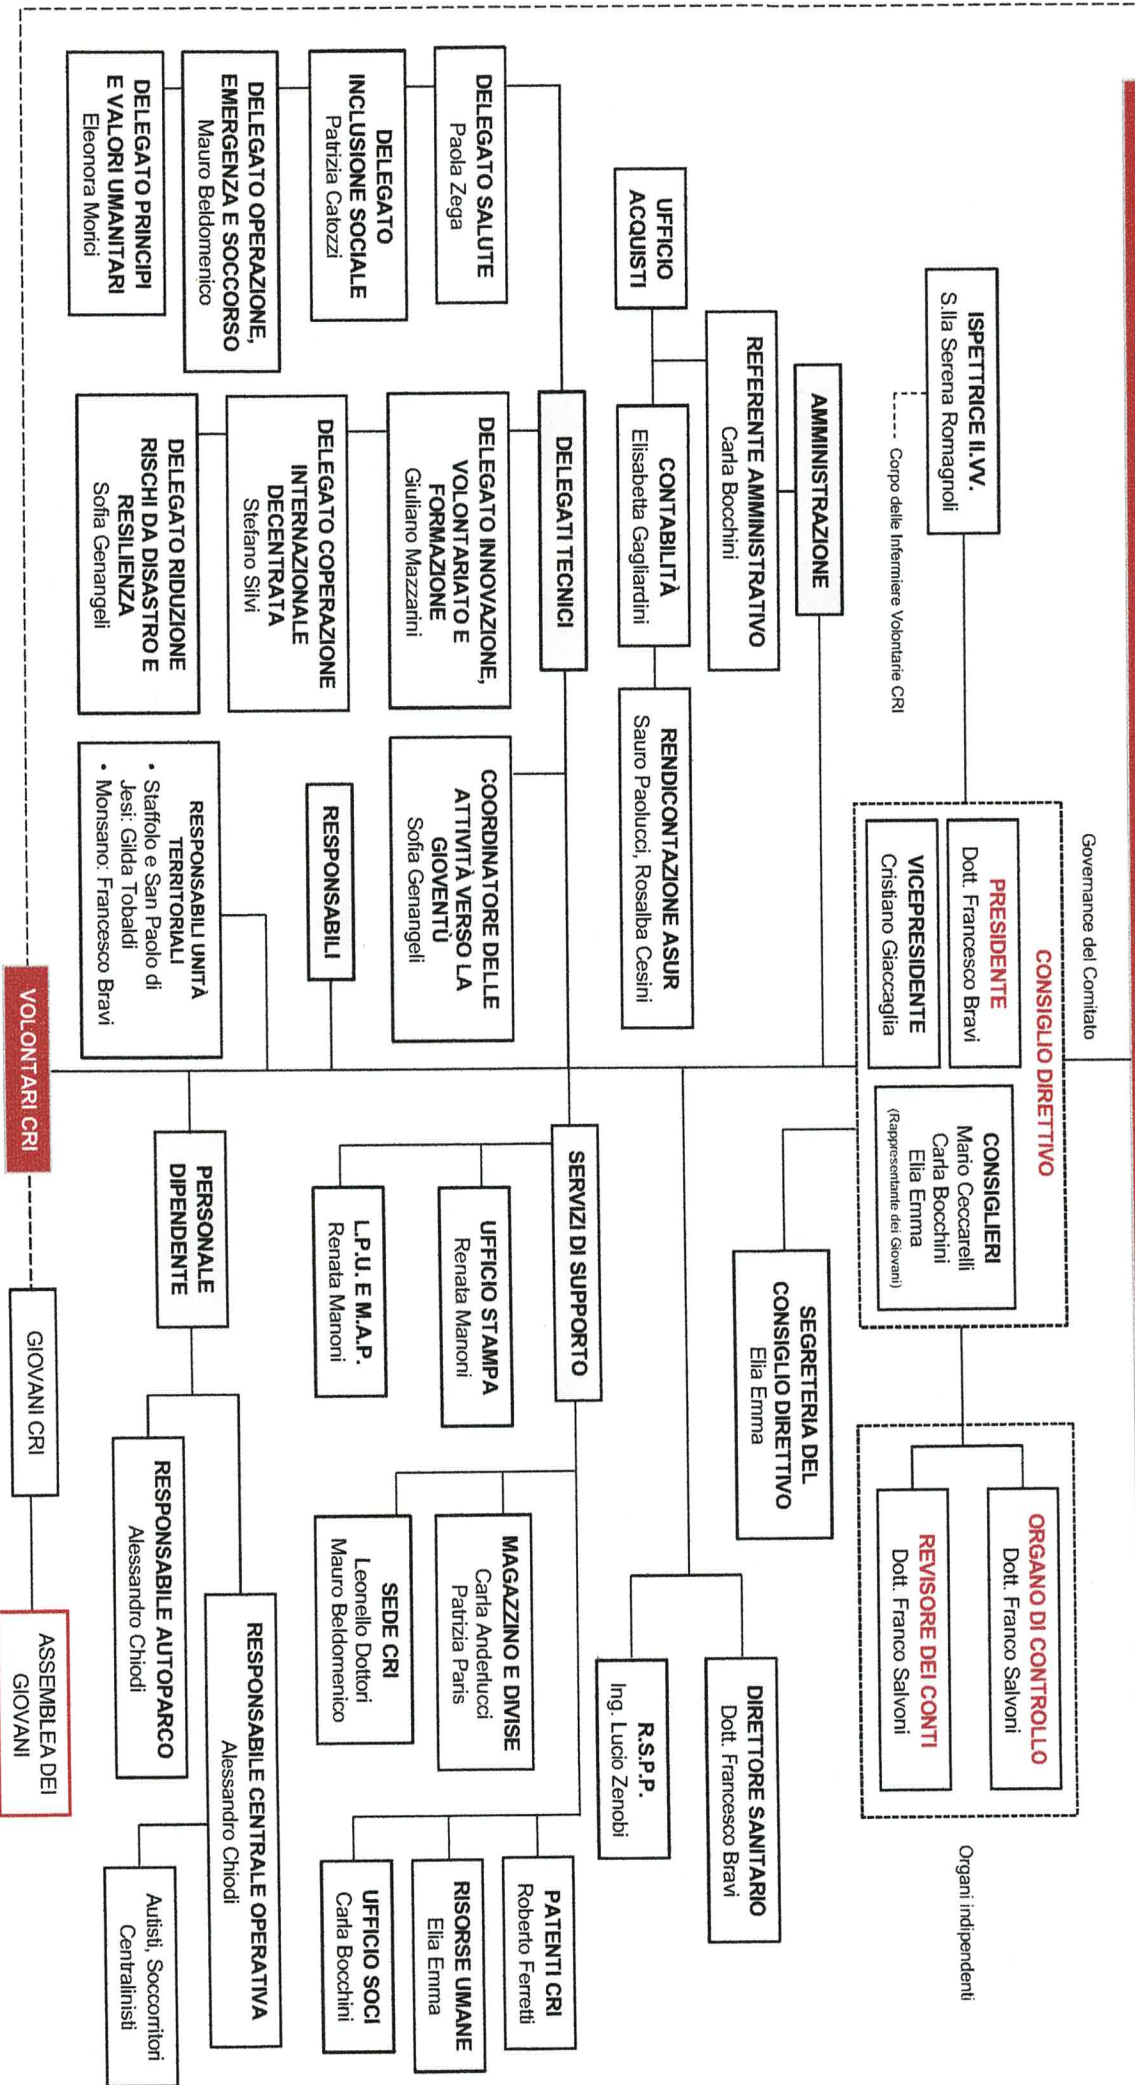 Governance del Comitato
CONSIGLIO DIRETTIVO
PRESIDENTE
Dott. Francesco Bravi
VICEPRESIDENTE
Cristiano Giaccaglia
CONSIGLIERI
Mario Ceccarelli
Carla Bocchini
Elia Emma
(Rappresentante dei Giovani)
ISPETTRICE II.VV.
S.lla Serena Romagnoli
Corpo delle Infermiere Volontarie CRI
ORGANO DI CONTROLLO
Dott. Franco Salvoni
REVISORE DEI CONTI
Dott. Franco Salvoni
Organi indipendenti
SEGRETERIA DEL
CONSIGLIO DIRETTIVO
Elia Emma
AMMINISTRAZIONE
REFERENTE AMMINISTRATIVO
Carla Bocchini
UFFICIO
ACQUISTI
CONTABILITÀ
Elisabetta Gagliardini
RENDICONTAZIONE ASUR
Sauro Paolucci, Rosalba Cesini
DIRETTORE SANITARIO
Dott. Francesco Bravi
R.S.P.P.
Ing. Lucio Zenobi
DELEGATI TECNICI
DELEGATO SALUTE
Paola Zega
DELEGATO
INCLUSIONE SOCIALE
Patrizia Catozzi
DELEGATO OPERAZIONE,
EMERGENZA E SOCCORSO
Mauro Beldomenico
DELEGATO PRINCIPI
E VALORI UMANITARI
Eleonora Morici
DELEGATO INNOVAZIONE,
VOLONTARIATO E
FORMAZIONE
Giuliano Mazzarini
DELEGATO COPERAZIONE
INTERNAZIONALE
DECENTRATA
Stefano Silvi
DELEGATO RIDUZIONE
RISCHI DA DISASTRO E
RESILIENZA
Sofia Genangeli
COORDINATORE DELLE
ATTIVITÀ VERSO LA
GIOVENTÙ
Sofia Genangeli
RESPONSABILI
RESPONSABILI UNITÀ
TERRITORIALI
• Staffolo e San Paolo di
Jesi: Gilda Tobaldi
• Monsano: Francesco Bravi
SERVIZI DI SUPPORTO
UFFICIO STAMPA
Renata Manoni
L.P.U. E M.A.P.
Renata Manoni
MAGAZZINO E DIVISE
Carla Anderlucci
Patrizia Paris
SEDE CRI
Leonello Dottori
Mauro Beldomenico
PATENTI CRI
Roberto Ferretti
RISORSE UMANE
Elia Emma
UFFICIO SOCI
Carla Bocchini
PERSONALE
DIPENDENTE
RESPONSABILE CENTRALE OPERATIVA
Alessandro Chiodi
RESPONSABILE AUTOPARCO
Alessandro Chiodi
Autisti, Soccorritori
Centralinisti
VOLONTARI CRI
GIOVANI CRI
ASSEMBLEA DEI
GIOVANI